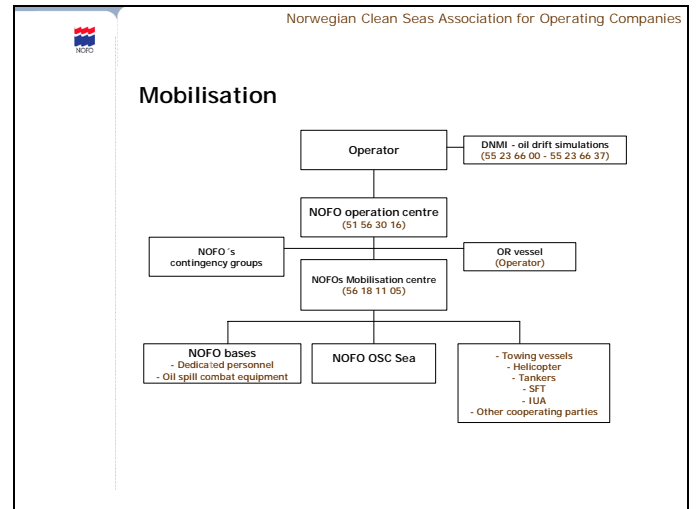 Norwegian Clean Seas Association for Operating Companies
NOFO
Mobilisation
Operator
DNMI - oil drift simulations
(55 23 66 00 - 55 23 66 37)
NOFO operation centre
(51 56 30 16)
NOFO´s
contingency groups
OR vessel
(Operator)
NOFOs Mobilisation centre
(56 18 11 05)
NOFO bases
- Dedicated personnel
- Oil spill combat equipment
NOFO OSC Sea
- Towing vessels
- Helicopter
- Tankers
- SFT
- IUA
- Other cooperating parties